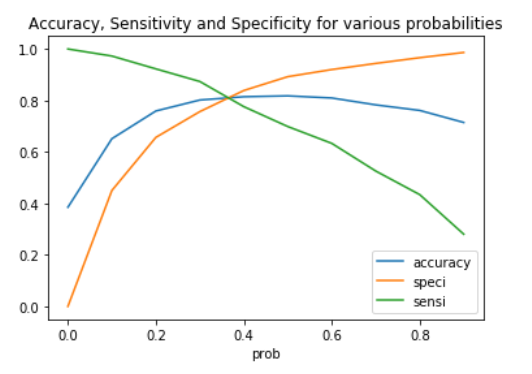 Accuracy, Sensitivity and Specificity for various probabilities
1.0
0.8
0.6
0.4
0.2
0.0
accuracy
speci
sensi
0.0 0.2 0.4 0.6 0.8
prob